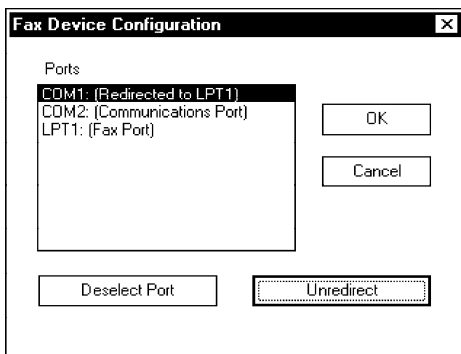 Fax Device Configuration
Ports
COM1: (Redirected to LPT1)
COM2: (Communications Port)
LPT1: (Fax Port)
OK
Cancel
Deselect Port
Unredirect